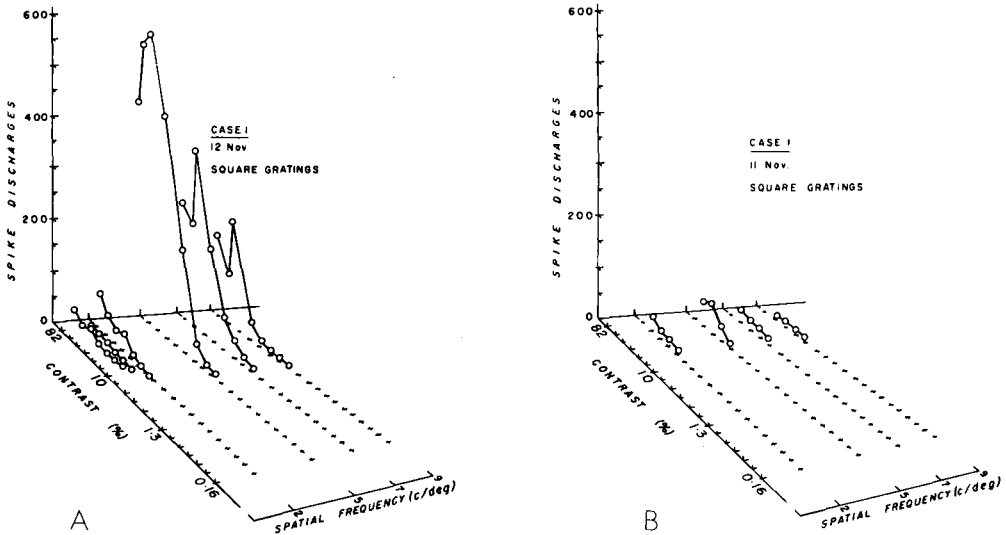 600
400
200
0
SPIKE DISCHARGES
CASE 1
12 Nov
SQUARE GRATINGS
82
10
1·3
0·16
CONTRAST (%)
2
5
7
9
SPATIAL FREQUENCY (c/deg)
A
600
400
200
0
SPIKE DISCHARGES
CASE 1
11 Nov.
SQUARE GRATINGS
82
10
1·3
0·16
CONTRAST (%)
2
5
7
9
SPATIAL FREQUENCY (c/deg)
B